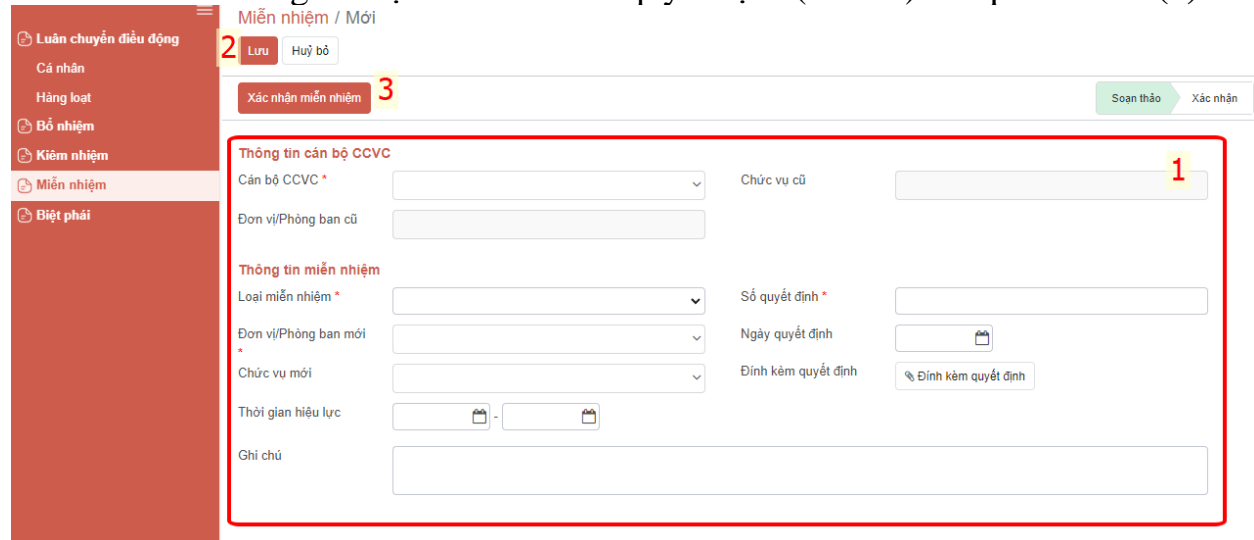 Miễn nhiệm / Mới
Luân chuyển điều động
Cá nhân
Hàng loạt
Bổ nhiệm
Kiêm nhiệm
Miễn nhiệm
Biệt phái
2 Lưu Huỷ bỏ
Xác nhận miễn nhiệm 3 Soạn thảo Xác nhận
Thông tin cán bộ CCVC
1
Cán bộ CCVC * Chức vụ cũ
Đơn vị/Phòng ban cũ
Thông tin miễn nhiệm
Loại miễn nhiệm * Số quyết định *
Đơn vị/Phòng ban mới * Ngày quyết định
Chức vụ mới Đính kèm quyết định Đính kèm quyết định
Thời gian hiệu lực -
Ghi chú